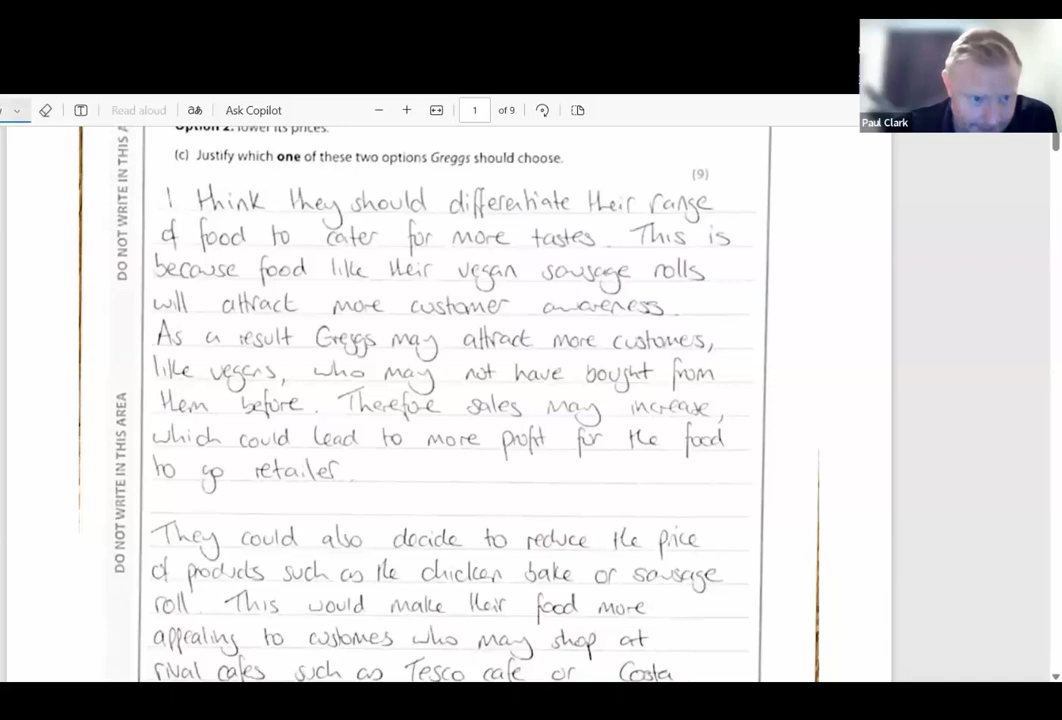 Paul Clark
Read aloud
Ask Copilot
1
of 9
Option 2: lower its prices.
(c) Justify which one of these two options Greggs should choose.
(9)
I think they should differentiate their range
of food to cater for more tastes. This is
because food like their vegan sausage rolls
will attract more customer awareness.
As a result Greggs may attract more customes,
like vegans, who may not have bought from
them before. Therefore sales may increase,
which could lead to more profit for the food
to go retailer.
They could also decide to reduce the price
of products such as the chicken bake or sausage
roll. This would make their food more
appealing to customes who may shop at
rival cafes such as Tesco cafe or Costa
DO NOT WRITE IN THIS A
DO NOT WRITE IN THIS AREA